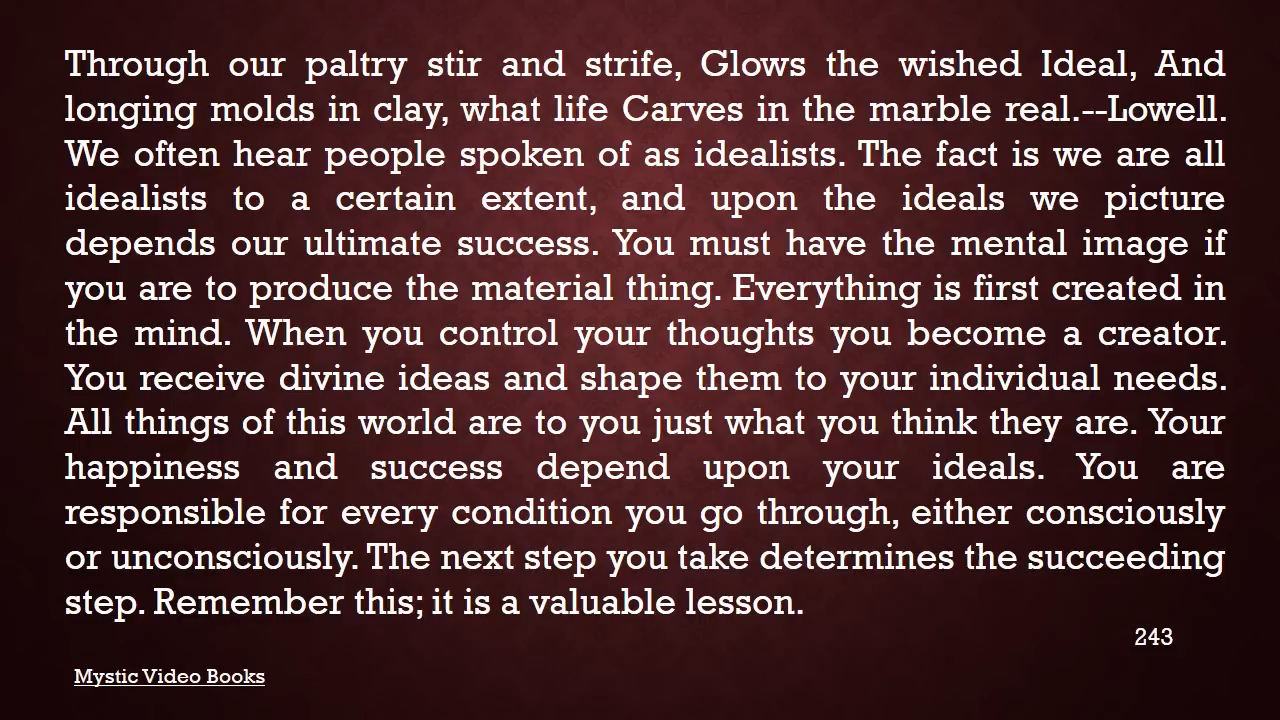 Through our paltry stir and strife, Glows the wished Ideal, And
longing molds in clay, what life Carves in the marble real.--Lowell.
We often hear people spoken of as idealists. The fact is we are all
idealists to a certain extent, and upon the ideals we picture
depends our ultimate success. You must have the mental image if
you are to produce the material thing. Everything is first created in
the mind. When you control your thoughts you become a creator.
You receive divine ideas and shape them to your individual needs.
All things of this world are to you just what you think they are. Your
happiness and success depend upon your ideals. You are
responsible for every condition you go through, either consciously
or unconsciously. The next step you take determines the succeeding
step. Remember this; it is a valuable lesson.
243
Mystic Video Books